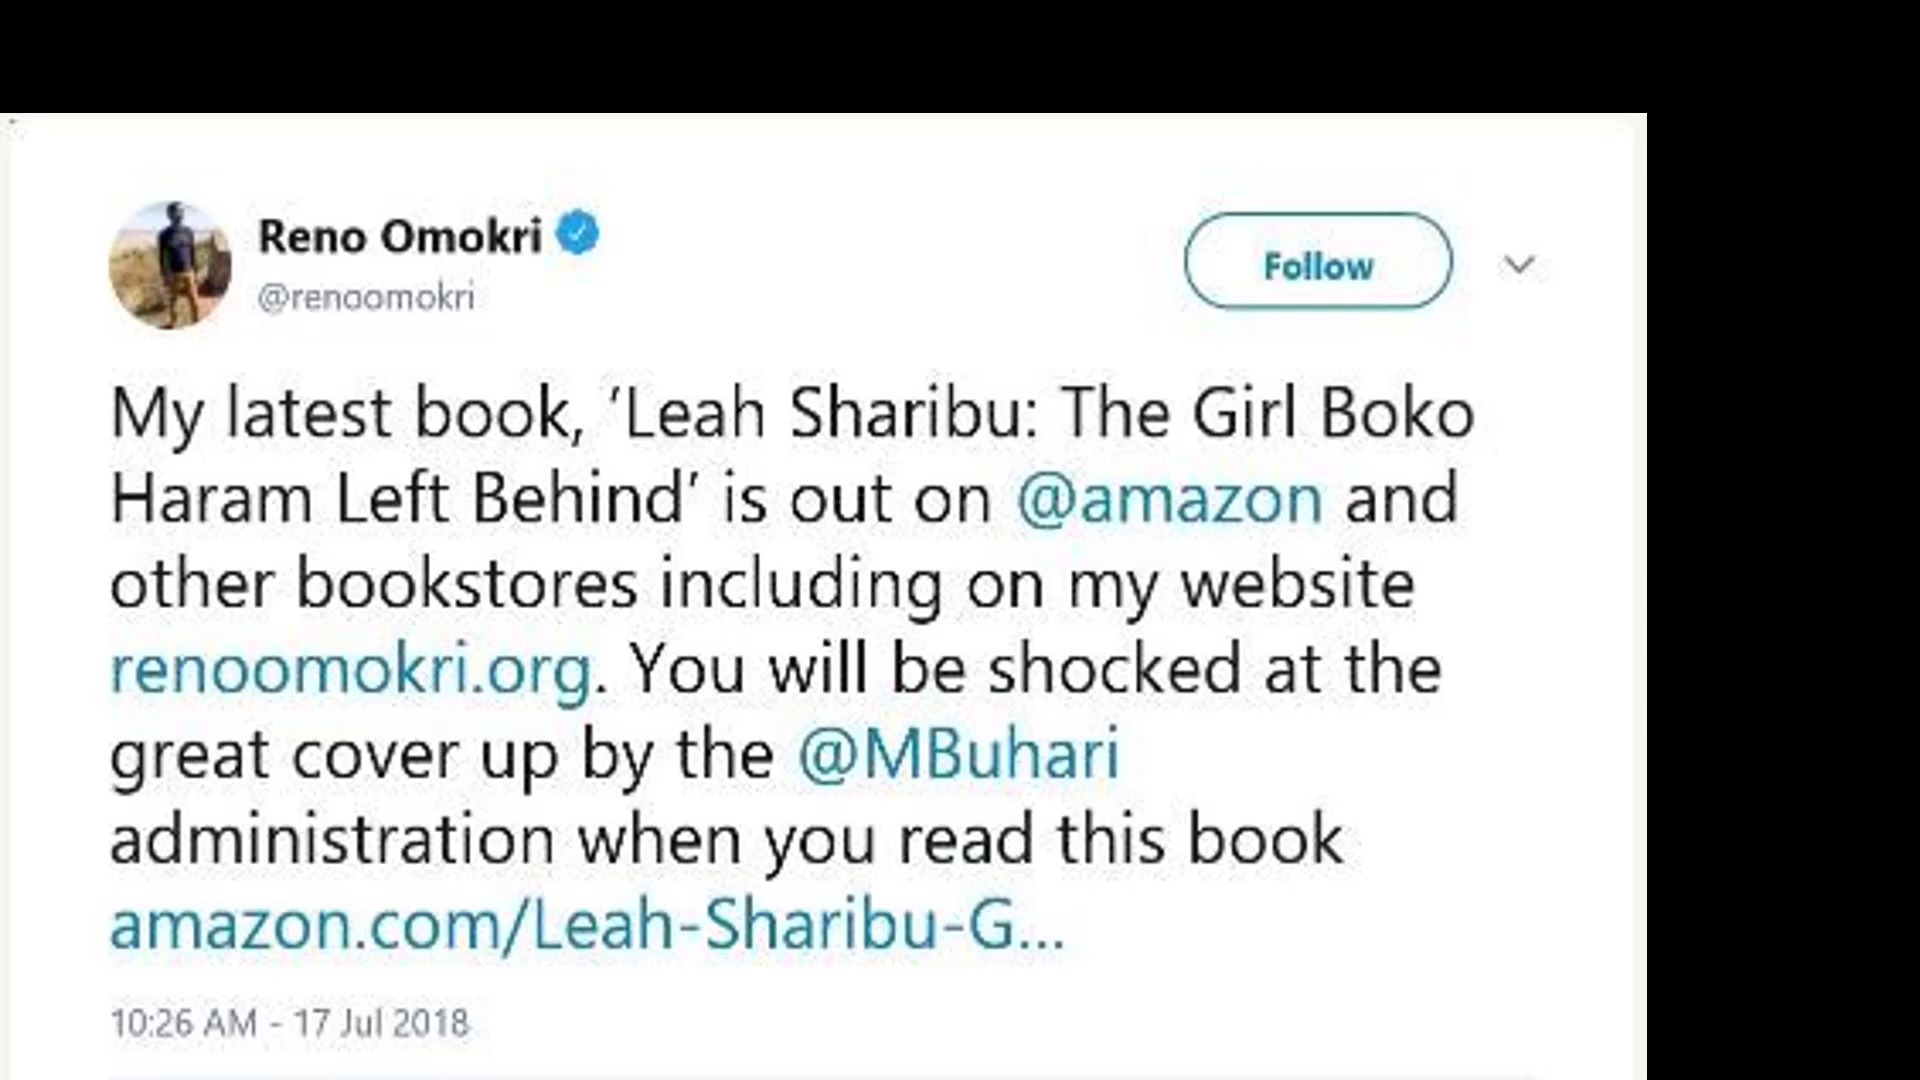 Reno Omokri
@renoomokri
Follow
My latest book, ‘Leah Sharibu: The Girl Boko
Haram Left Behind’ is out on @amazon and
other bookstores including on my website
renoomokri.org. You will be shocked at the
great cover up by the @MBuhari
administration when you read this book
amazon.com/Leah-Sharibu-G...
10:26 AM - 17 Jul 2018